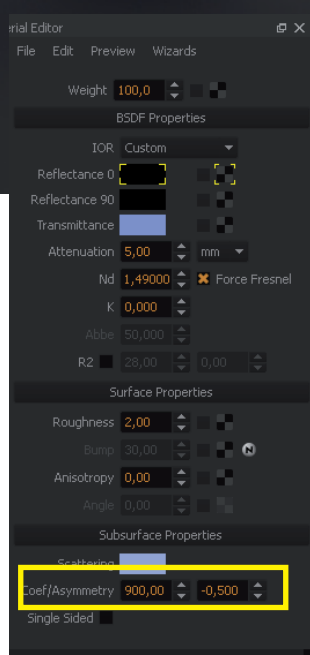 rial Editor
File Edit Preview Wizards
Weight 100,0
BSDF Properties
IOR Custom
Reflectance 0
Reflectance 90
Transmittance
Attenuation 5,00 mm
Nd 1,49000 Force Fresnel
K 0,000
Abbe 50,000
R2 28,00 0,00
Surface Properties
Roughness 2,00
Bump 30,00 N
Anisotropy 0,00
Angle 0,00
Subsurface Properties
Scattering
Coef/Asymmetry 900,00 -0,500
Single Sided